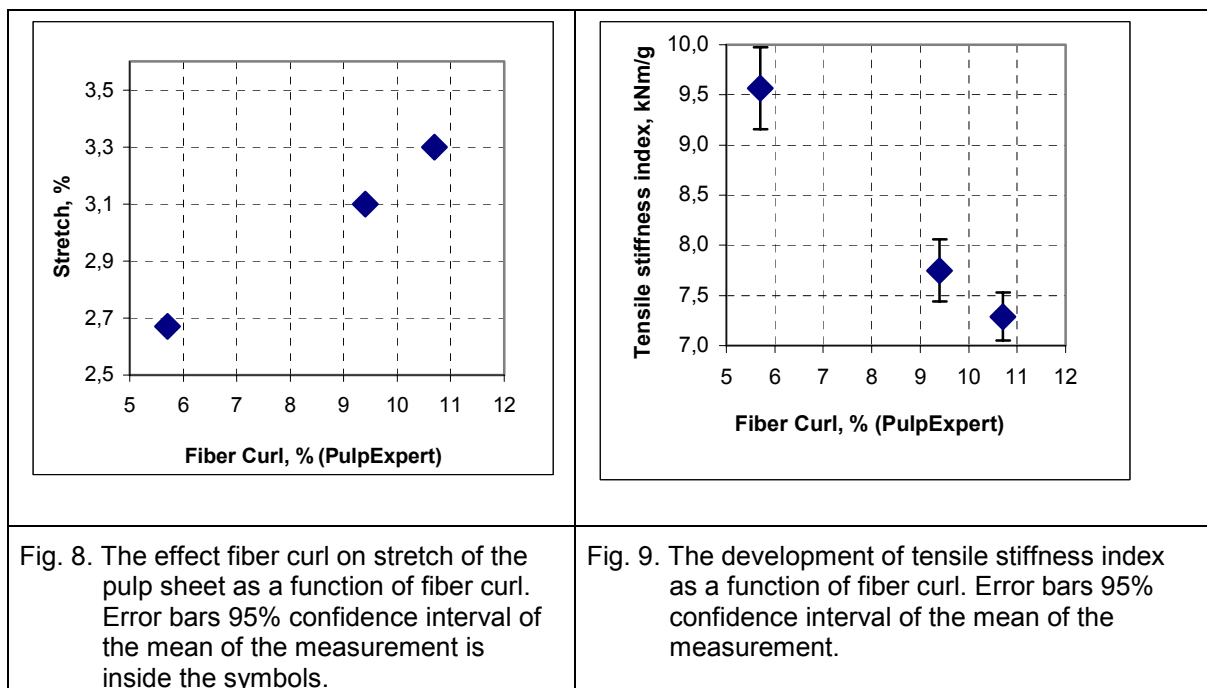 3,5
3,3
3,1
2,9
2,7
2,5
Stretch, %
5 6 7 8 9 10 11 12
Fiber Curl, % (PulpExpert)
10,0
9,5
9,0
8,5
8,0
7,5
7,0
Tensile stiffness index, kNm/g
5 6 7 8 9 10 11 12
Fiber Curl, % (PulpExpert)
Fig. 8. The effect fiber curl on stretch of the
pulp sheet as a function of fiber curl.
Error bars 95% confidence interval of
the mean of the measurement is
inside the symbols.
Fig. 9. The development of tensile stiffness index
as a function of fiber curl. Error bars 95%
confidence interval of the mean of the
measurement.